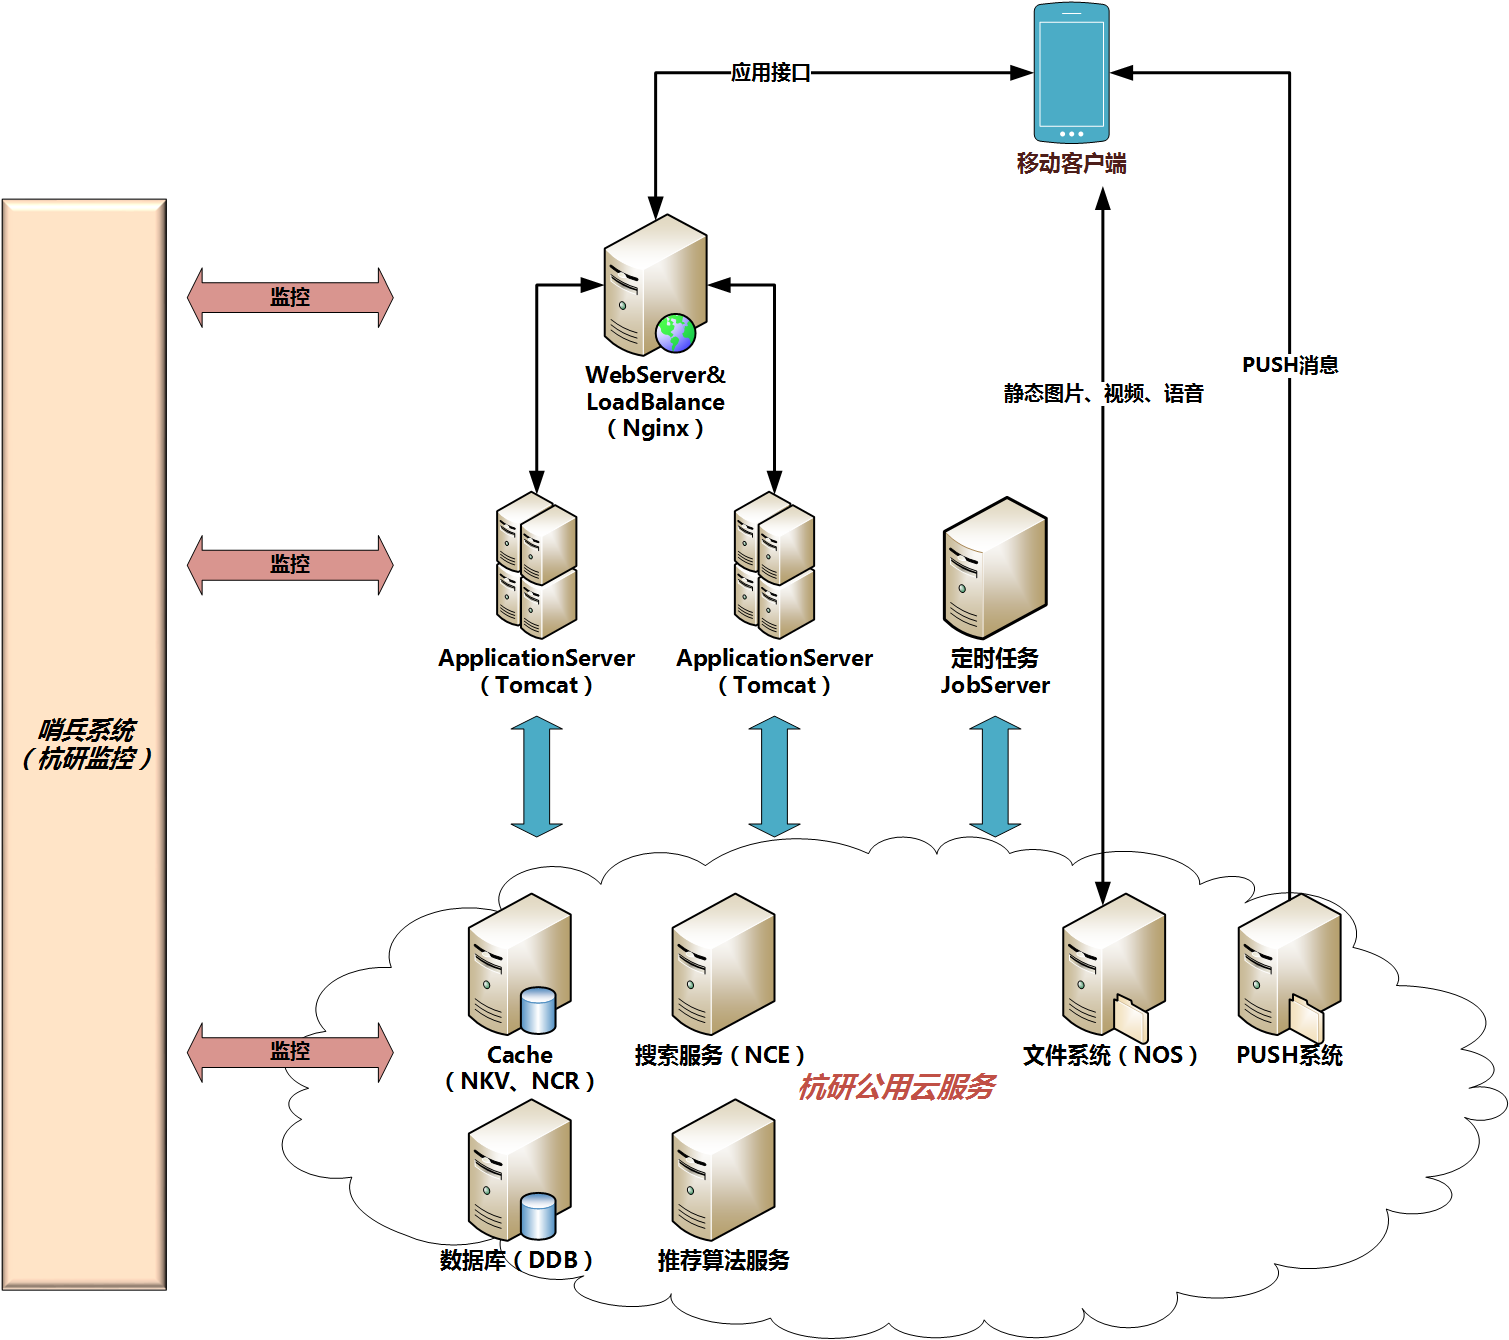 应用接口
移动客户端
监控
WebServer&
LoadBalance
（Nginx）
PUSH消息
静态图片、视频、语音
监控
ApplicationServer
（Tomcat）
ApplicationServer
（Tomcat）
定时任务
JobServer
哨兵系统
（杭研监控）
监控
Cache
（NKV、NCR）
搜索服务（NCE）
文件系统（NOS）
PUSH系统
杭研公用云服务
数据库（DDB）
推荐算法服务